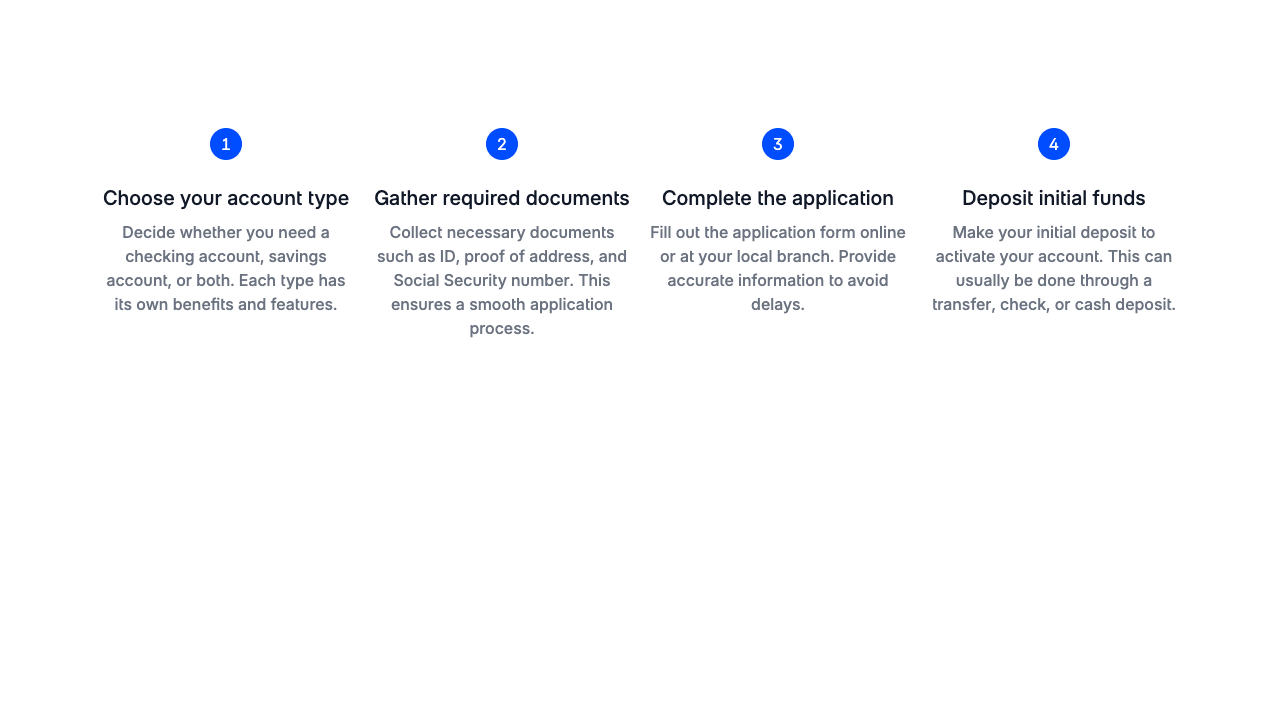 1
Choose your account type
Decide whether you need a
checking account, savings
account, or both. Each type has
its own benefits and features.
2
Gather required documents
Collect necessary documents
such as ID, proof of address, and
Social Security number. This
ensures a smooth application
process.
3
Complete the application
Fill out the application form online
or at your local branch. Provide
accurate information to avoid
delays.
4
Deposit initial funds
Make your initial deposit to
activate your account. This can
usually be done through a
transfer, check, or cash deposit.